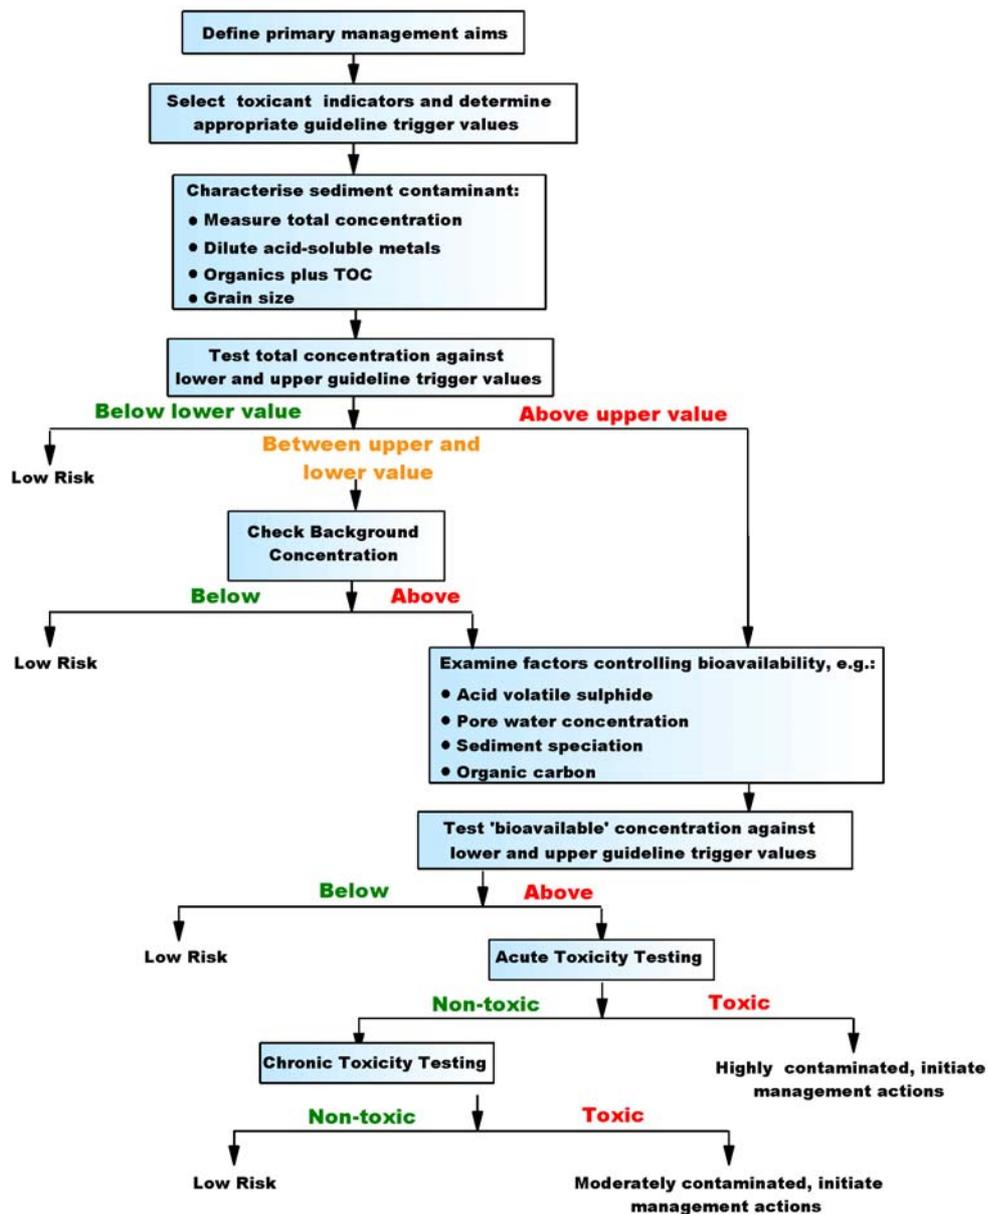 Define primary management aims
Select toxicant indicators and determine
appropriate guideline trigger values
Characterise sediment contaminant:
• Measure total concentration
• Dilute acid-soluble metals
• Organics plus TOC
• Grain size
Test total concentration against
lower and upper guideline trigger values
Below lower value
Above upper value
Between upper and
lower value
Low Risk
Check Background
Concentration
Below
Above
Low Risk
Examine factors controlling bioavailability, e.g.:
• Acid volatile sulphide
• Pore water concentration
• Sediment speciation
• Organic carbon
Test 'bioavailable' concentration against
lower and upper guideline trigger values
Below
Above
Low Risk
Acute Toxicity Testing
Non-toxic
Toxic
Chronic Toxicity Testing
Highly contaminated, initiate
management actions
Non-toxic
Toxic
Low Risk
Moderately contaminated, initiate
management actions